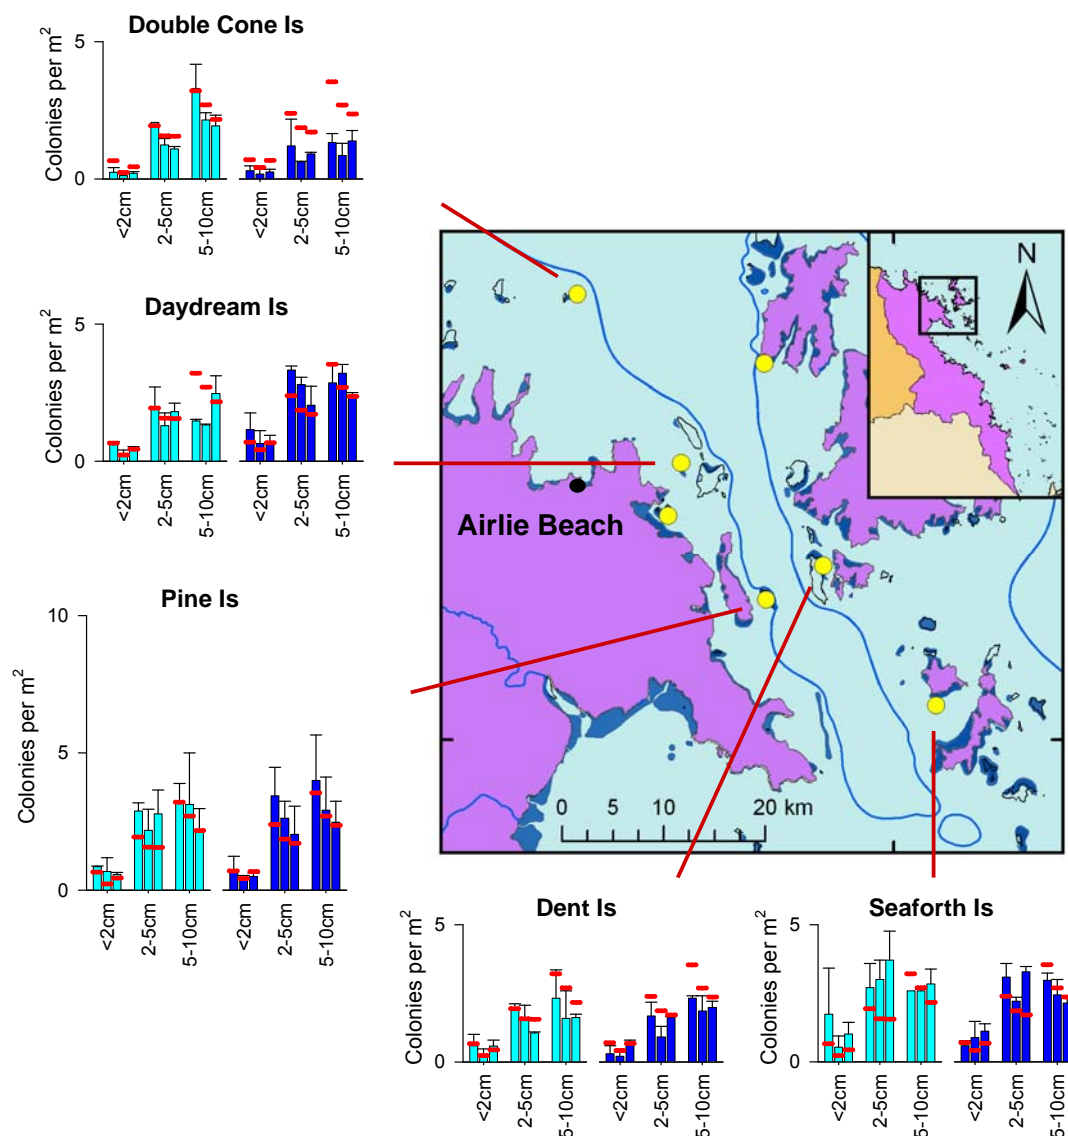 Double Cone Is
Colonies per m²
5
0
<2cm
2-5cm
5-10cm
<2cm
2-5cm
5-10cm
Daydream Is
Colonies per m²
5
0
<2cm
2-5cm
5-10cm
<2cm
2-5cm
5-10cm
Pine Is
Colonies per m²
10
5
0
<2cm
2-5cm
5-10cm
<2cm
2-5cm
5-10cm
N
Airlie Beach
0 5 10 20 km
Dent Is
Colonies per m²
5
0
<2cm
2-5cm
5-10cm
<2cm
2-5cm
5-10cm
Seaforth Is
Colonies per m²
5
0
<2cm
2-5cm
5-10cm
<2cm
2-5cm
5-10cm